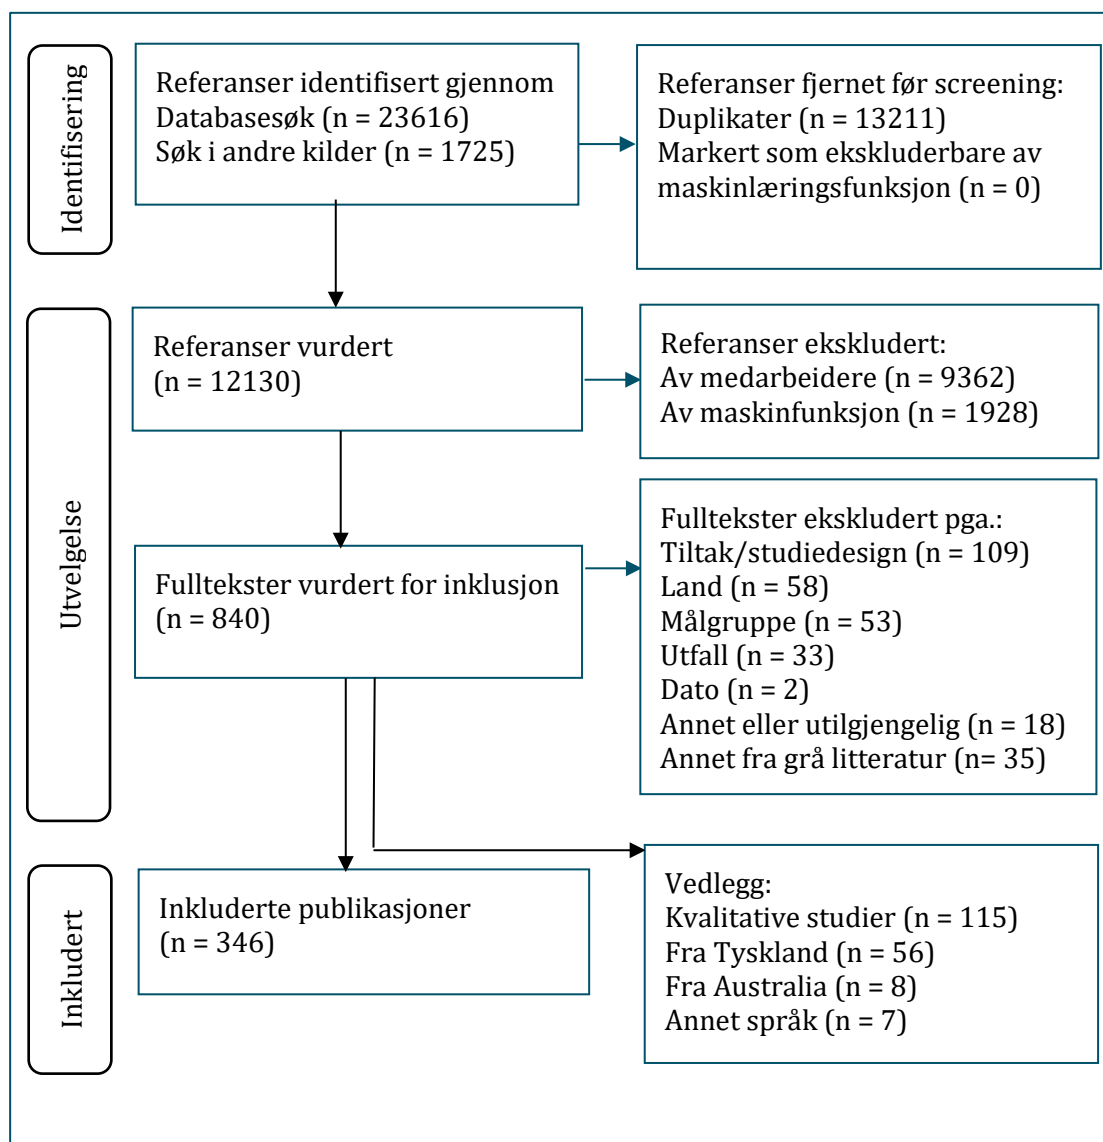 Identifisering
Referanser identifisert gjennom
Databasesøk (n = 23616)
Søk i andre kilder (n = 1725)
Referanser fjernet før screening:
Duplikater (n = 13211)
Markert som ekskluderbare av
maskinlæringsfunksjon (n = 0)
Utvelgelse
Referanser vurdert
(n = 12130)
Referanser ekskludert:
Av medarbeidere (n = 9362)
Av maskinfunksjon (n = 1928)
Fulltekster vurdert for inklusjon
(n = 840)
Fulltekster ekskludert pga.:
Tiltak/studiedesign (n = 109)
Land (n = 58)
Målgruppe (n = 53)
Utfall (n = 33)
Dato (n = 2)
Annet eller utilgjengelig (n = 18)
Annet fra grå litteratur (n= 35)
Inkludert
Inkluderte publikasjoner
(n = 346)
Vedlegg:
Kvalitative studier (n = 115)
Fra Tyskland (n = 56)
Fra Australia (n = 8)
Annet språk (n = 7)